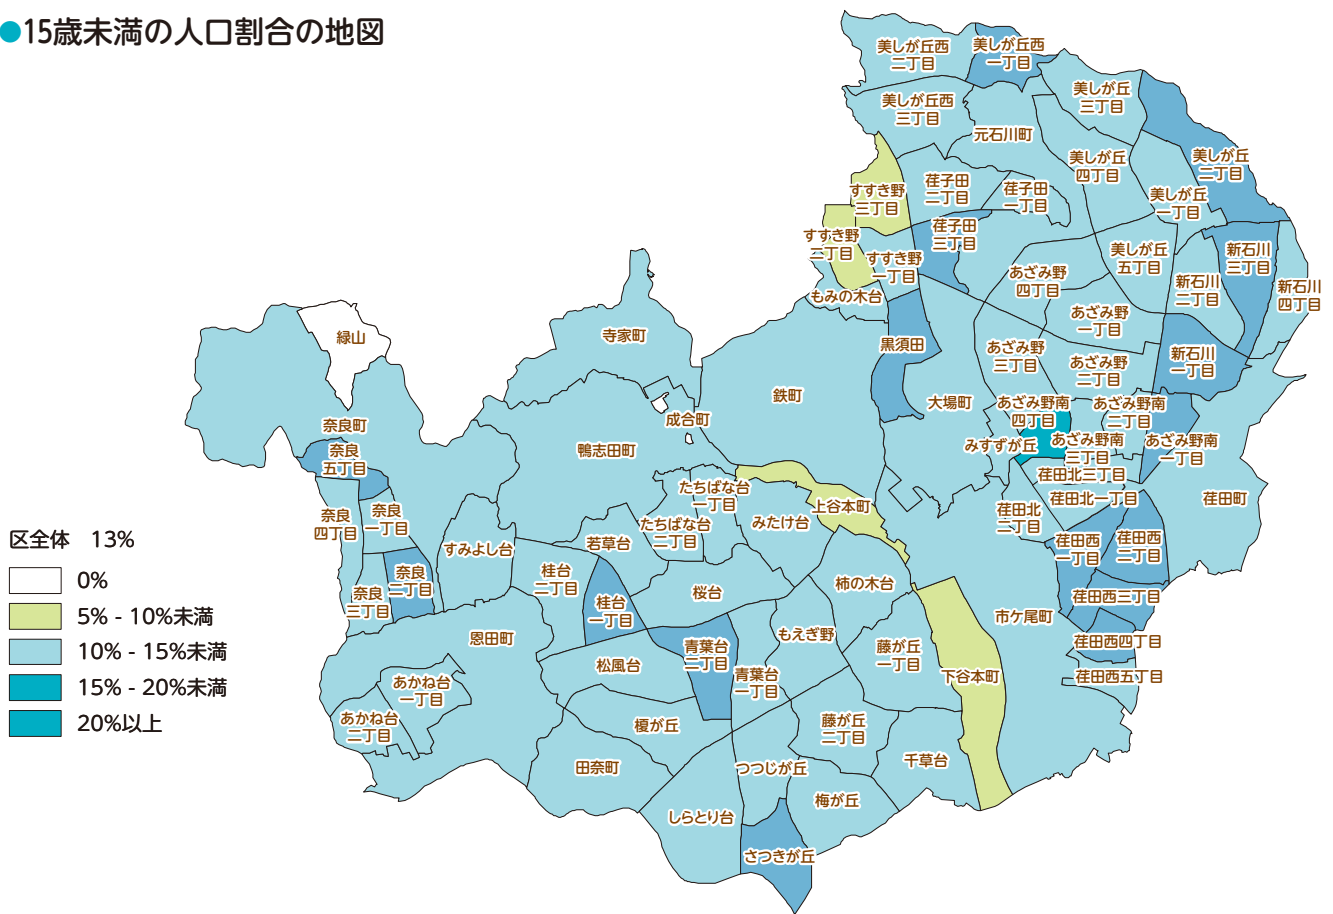 ●15歳未満の人口割合の地図
美しが丘西
二丁目
美しが丘西
一丁目
美しが丘
三丁目
美しが丘西
三丁目
元石川町
美しが丘
四丁目
美しが丘
二丁目
美しが丘
一丁目
すすき野
三丁目
荏子田
二丁目
荏子田
一丁目
荏子田
三丁目
すすき野
二丁目
すすき野
一丁目
もみの木台
あざみ野
四丁目
美しが丘
五丁目
新石川
三丁目
新石川
二丁目
新石川
四丁目
あざみ野
一丁目
緑山
寺家町
黒須田
あざみ野
三丁目
あざみ野
二丁目
新石川
一丁目
鉄町
大場町
あざみ野南
四丁目
あざみ野南
二丁目
奈良町
成合町
みすずが丘
あざみ野南
三丁目
あざみ野南
一丁目
奈良
五丁目
鴨志田町
荏田北三丁目
たちばな台
一丁目
上谷本町
荏田北一丁目
荏田町
奈良
四丁目
奈良
一丁目
たちばな台
二丁目
みたけ台
荏田北
二丁目
すみよし台
若草台
荏田西
一丁目
荏田西
二丁目
区全体 13%
0%
5% - 10%未満
10% - 15%未満
15% - 20%未満
20%以上
奈良
三丁目
奈良
二丁目
桂台
二丁目
桂台
一丁目
桜台
柿の木台
荏田西三丁目
恩田町
もえぎ野
市ケ尾町
荏田西四丁目
松風台
青葉台
二丁目
青葉台
一丁目
藤が丘
一丁目
下谷本町
荏田西五丁目
あかね台
一丁目
あかね台
二丁目
榎が丘
藤が丘
二丁目
田奈町
つつじが丘
千草台
しらとり台
梅が丘
さつきが丘